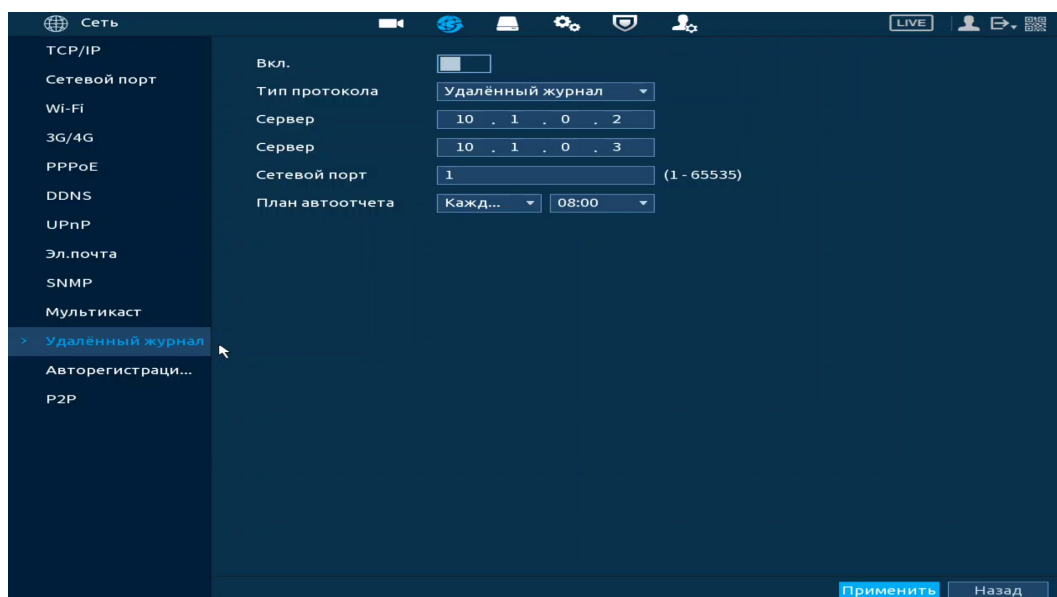 Сеть
LIVE
TCP/IP
Сетевой порт
Wi-Fi
3G/4G
PPPoE
DDNS
UPnP
Эл.почта
SNMP
Мультикаст
> Удалённый журнал
Авторегистраци...
P2P
Вкл.
Тип протокола Удалённый журнал
Сервер 10 . 1 . 0 . 2
Сервер 10 . 1 . 0 . 3
Сетевой порт 1 (1 - 65535)
План автоотчета Кажд... 08:00
Применить Назад